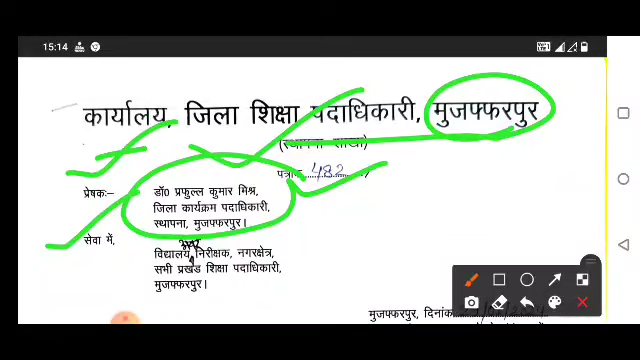 15:14
कार्यालय, जिला शिक्षा पदाधिकारी, मुजफ्फरपुर
(स्थापना शाखा)
पत्रांक 482
प्रेषकः-
डॉ0 प्रफुल्ल कुमार मिश्र,
जिला कार्यक्रम पदाधिकारी,
स्थापना, मुजफ्फरपुर।
सेवा में,
विद्यालय निरीक्षक, नगरक्षेत्र,
सभी प्रखंड शिक्षा पदाधिकारी,
मुजफ्फरपुर।
मुजफ्फरपुर, दिनांक